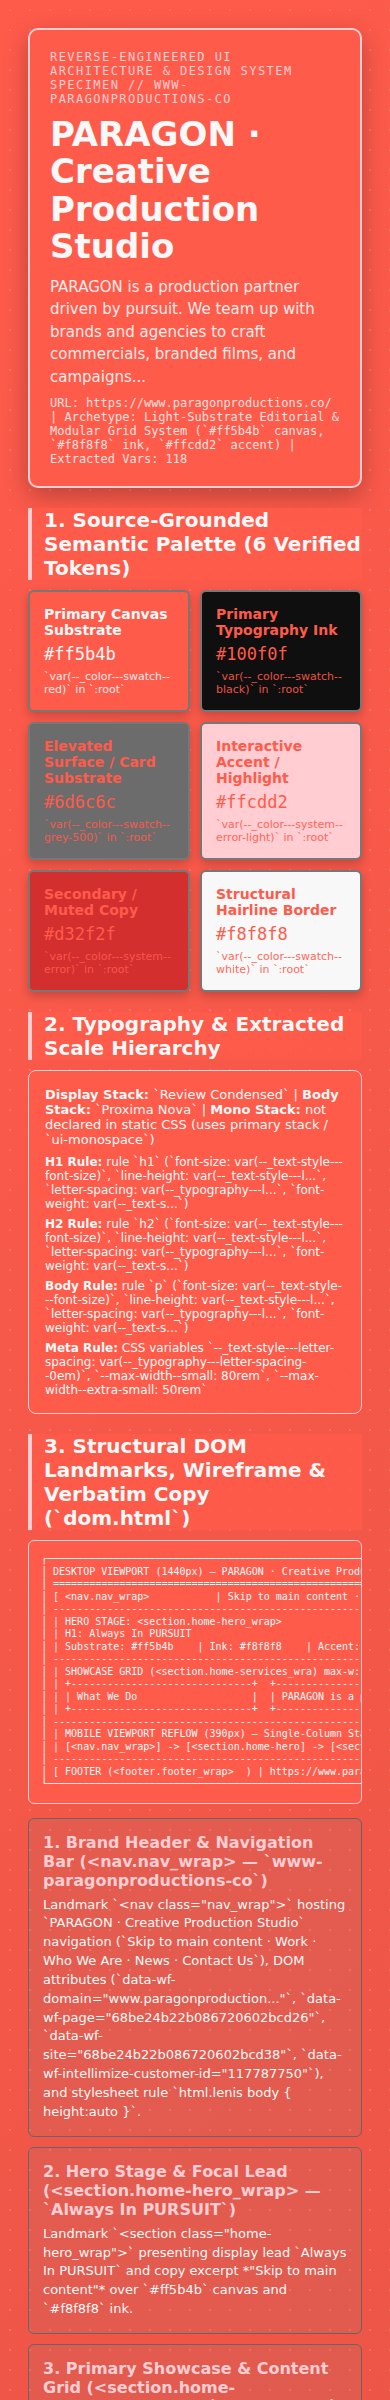 REVERSE-ENGINEERED UI
ARCHITECTURE & DESIGN SYSTEM
SPECIMEN // WWW-
PARAGONPRODUCTIONS-CO
PARAGON ·
Creative
Production
Studio
PARAGON is a production partner
driven by pursuit. We team up with
brands and agencies to craft
commercials, branded films, and
campaigns...
URL: https://www.paragonproductions.co/
| Archetype: Light-Substrate Editorial &
Modular Grid System (`#ff5b4b` canvas,
`#f8f8f8` ink, `#ffcdd2` accent) |
Extracted Vars: 118
1. Source-Grounded
Semantic Palette (6 Verified
Tokens)
Primary Canvas
Substrate
#ff5b4b
`var(--_color---swatch--
red)` in `:root`
Primary
Typography Ink
#100f0f
`var(--_color---swatch--
black)` in `:root`
Elevated
Surface / Card
Substrate
#6d6c6c
`var(--_color---swatch--
grey-500)` in `:root`
Interactive
Accent /
Highlight
#ffcdd2
`var(--_color---system--
error-light)` in `:root`
Secondary /
Muted Copy
#d32f2f
`var(--_color---system--
error)` in `:root`
Structural
Hairline Border
#f8f8f8
`var(--_color---swatch--
white)` in `:root`
2. Typography & Extracted
Scale Hierarchy
Display Stack: `Review Condensed` | Body
Stack: `Proxima Nova` | Mono Stack: not
declared in static CSS (uses primary stack /
`ui-monospace`)
H1 Rule: rule `h1` (`font-size: var(--_text-style---
font-size)`, `line-height: var(--_text-style---l...`,
`letter-spacing: var(--_typography---l...`, `font-
weight: var(--_text-s...`)
H2 Rule: rule `h2` (`font-size: var(--_text-style---
font-size)`, `line-height: var(--_text-style---l...`,
`letter-spacing: var(--_typography---l...`, `font-
weight: var(--_text-s...`)
Body Rule: rule `p` (`font-size: var(--_text-style-
--font-size)`, `line-height: var(--_text-style---l...`,
`letter-spacing: var(--_typography---l...`, `font-
weight: var(--_text-s...`)
Meta Rule: CSS variables `--_text-style---letter-
spacing: var(--_typography---letter-spacing-
-0em)`, `--max-width--small: 80rem`, `--max-
width--extra-small: 50rem`
3. Structural DOM
Landmarks, Wireframe &
Verbatim Copy
(`dom.html`)
DESKTOP VIEWPORT (1440px) — PARAGON · Creative Prod
[ <nav.nav_wrap> | Skip to main content ·
| HERO STAGE: <section.home-hero_wrap>
| H1: Always In PURSUIT
| Substrate: #ff5b4b | Ink: #f8f8f8 | Accent:
| SHOWCASE GRID (<section.home-services_wra) max-w:
| +------------------------------+ +--------------
| | What We Do | | PARAGON is a
| +------------------------------+ +--------------
| MOBILE VIEWPORT REFLOW (390px) — Single-Column St
| [<nav.nav_wrap>] -> [<section.home-hero] -> [<sec
[ FOOTER (<footer.footer_wrap> ) | https://www.par
1. Brand Header & Navigation
Bar (<nav.nav_wrap> — `www-
paragonproductions-co`)
Landmark `<nav class="nav_wrap">` hosting
`PARAGON · Creative Production Studio`
navigation (`Skip to main content · Work ·
Who We Are · News · Contact Us`), DOM
attributes (`data-wf-
domain="www.paragonproduction..."`, `data-
wf-page="68be24b22b086720602bcd26"`,
`data-wf-
site="68be24b22b086720602bcd38"`, `data-
wf-intellimize-customer-id="117787750"`),
and stylesheet rule `html.lenis body {
height:auto }`.
2. Hero Stage & Focal Lead
(<section.home-hero_wrap> —
`Always In PURSUIT`)
Landmark `<section class="home-
hero_wrap">` presenting display lead `Always
In PURSUIT` and copy excerpt *"Skip to main
content"* over `#ff5b4b` canvas and
`#f8f8f8` ink.
3. Primary Showcase & Content
Grid (<section.home-